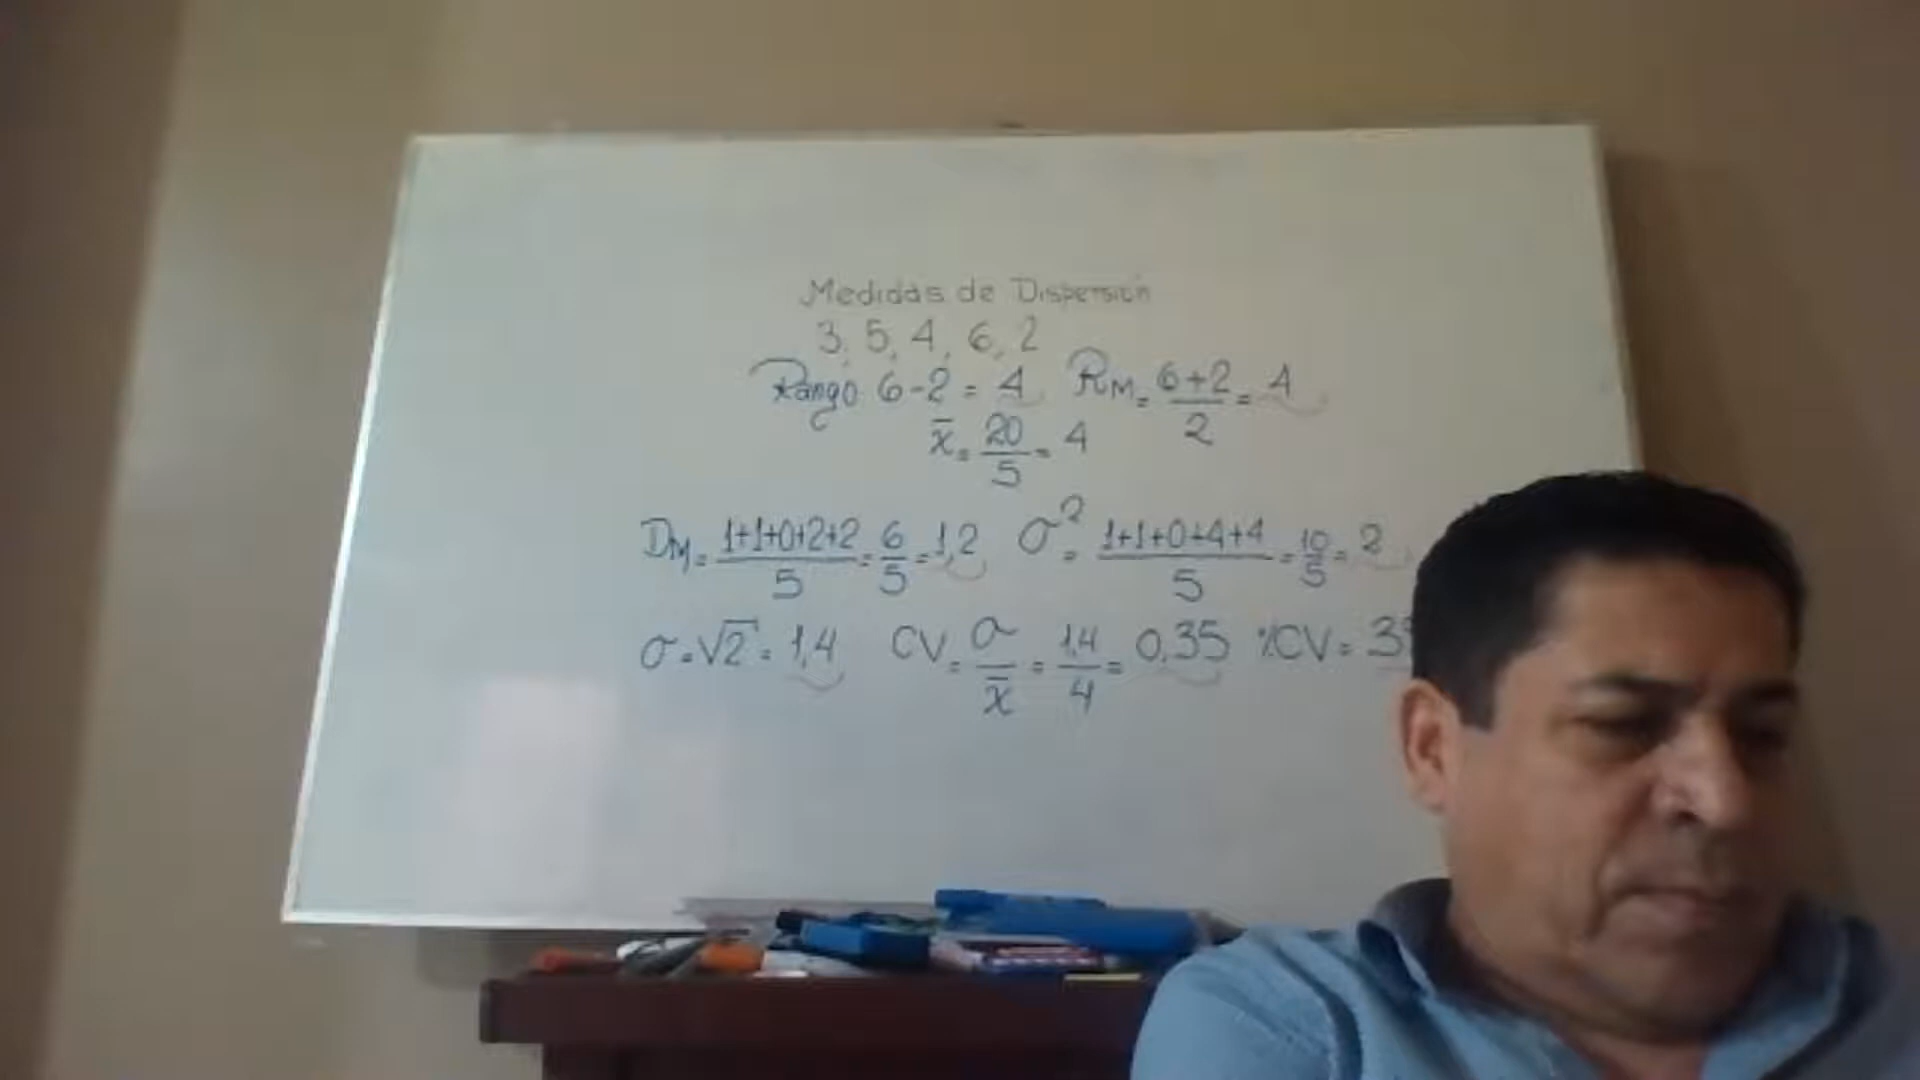 Medidas de Dispersión
3, 5, 4, 6, 2
Rango 6-2 = 4 RM = 6+2/2 = 4
x̄ = 20/5 = 4
DM = 1+1+0+2+2/5 = 6/5 = 1,2 σ² = 1+1+0+4+4/5 = 10/5 = 2
σ = √2 = 1,4 CV = σ/x̄ = 1,4/4 = 0,35 %CV = 3